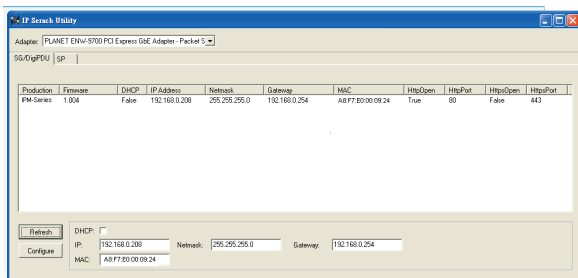 IP Serach Utility
Adapter: PLANET ENW-9700 PCI Express GbE Adapter - Packet S
SG/DigiPDU SP
Production Firmware DHCP IP Address Netmask Gateway MAC HttpOpen HttpPort HttpsOpen HttpsPort
IPM-Series 1.004 False 192.168.0.208 255.255.255.0 192.168.0.254 A8:F7:E0:00:09:24 True 80 False 443
Refresh DHCP:
IP: 192.168.0.208 Netmask: 255.255.255.0 Gateway: 192.168.0.254
Configure
MAC: A8:F7:E0:00:09:24